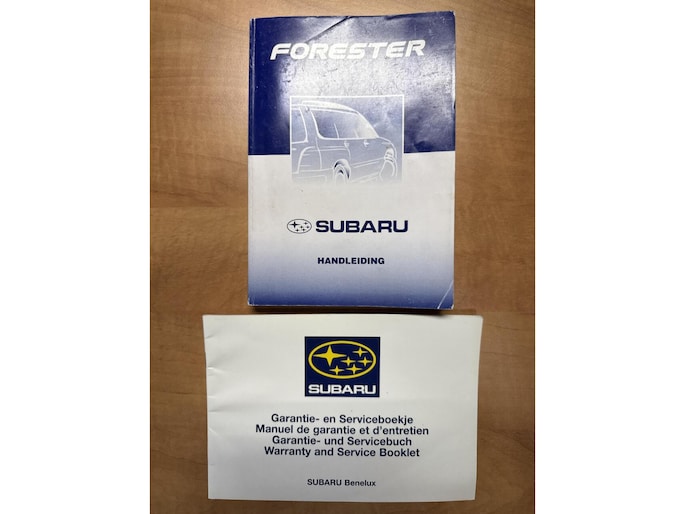 FORESTER
SUBARU
HANDLEIDING
SUBARU
Garantie- en Serviceboekje
Manuel de garantie et d'entretien
Garantie- und Servicebuch
Warranty and Service Booklet
SUBARU Benelux